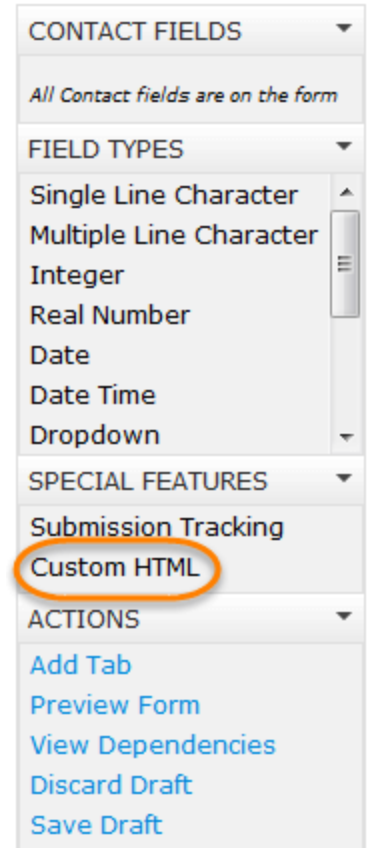 CONTACT FIELDS
All Contact fields are on the form
FIELD TYPES
Single Line Character
Multiple Line Character
Integer
Real Number
Date
Date Time
Dropdown
SPECIAL FEATURES
Submission Tracking
Custom HTML
ACTIONS
Add Tab
Preview Form
View Dependencies
Discard Draft
Save Draft